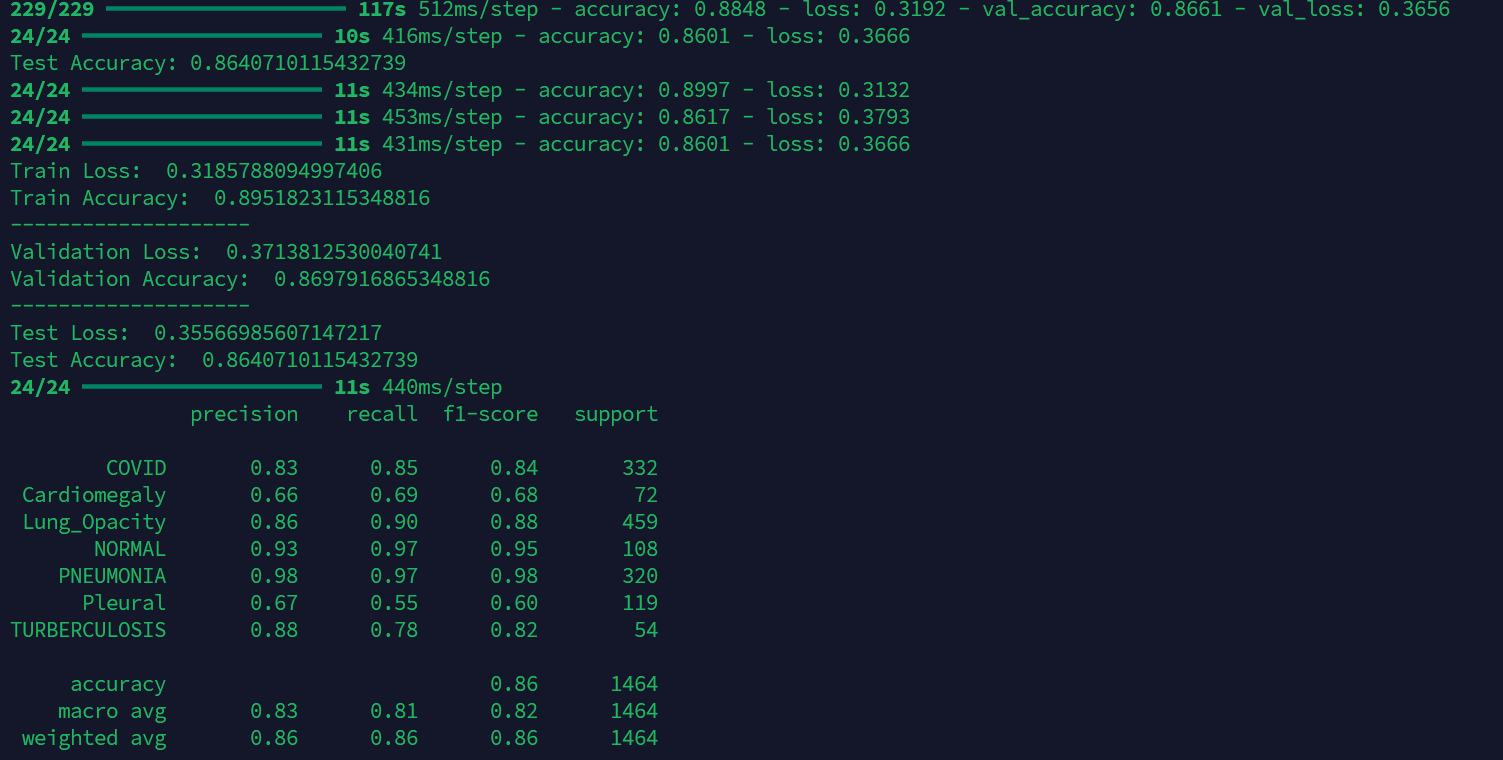 229/229 ━━━━━━━━━━━━━━━━━━━━ 117s 512ms/step - accuracy: 0.8848 - loss: 0.3192 - val_accuracy: 0.8661 - val_loss: 0.3656
24/24 ━━━━━━━━━━━━━━━━━━━━ 10s 416ms/step - accuracy: 0.8601 - loss: 0.3666
Test Accuracy: 0.8640710115432739
24/24 ━━━━━━━━━━━━━━━━━━━━ 11s 434ms/step - accuracy: 0.8997 - loss: 0.3132
24/24 ━━━━━━━━━━━━━━━━━━━━ 11s 453ms/step - accuracy: 0.8617 - loss: 0.3793
24/24 ━━━━━━━━━━━━━━━━━━━━ 11s 431ms/step - accuracy: 0.8601 - loss: 0.3666
Train Loss:  0.3185788094997406
Train Accuracy:  0.8951823115348816
--------------------
Validation Loss:  0.3713812530040741
Validation Accuracy:  0.8697916865348816
--------------------
Test Loss:  0.35566985607147217
Test Accuracy:  0.8640710115432739
24/24 ━━━━━━━━━━━━━━━━━━━━ 11s 440ms/step
               precision    recall  f1-score   support

        COVID       0.83      0.85      0.84       332
 Cardiomegaly       0.66      0.69      0.68        72
 Lung_Opacity       0.86      0.90      0.88       459
       NORMAL       0.93      0.97      0.95       108
    PNEUMONIA       0.98      0.97      0.98       320
      Pleural       0.67      0.55      0.60       119
TURBERCULOSIS       0.88      0.78      0.82        54

     accuracy                           0.86      1464
    macro avg       0.83      0.81      0.82      1464
 weighted avg       0.86      0.86      0.86      1464